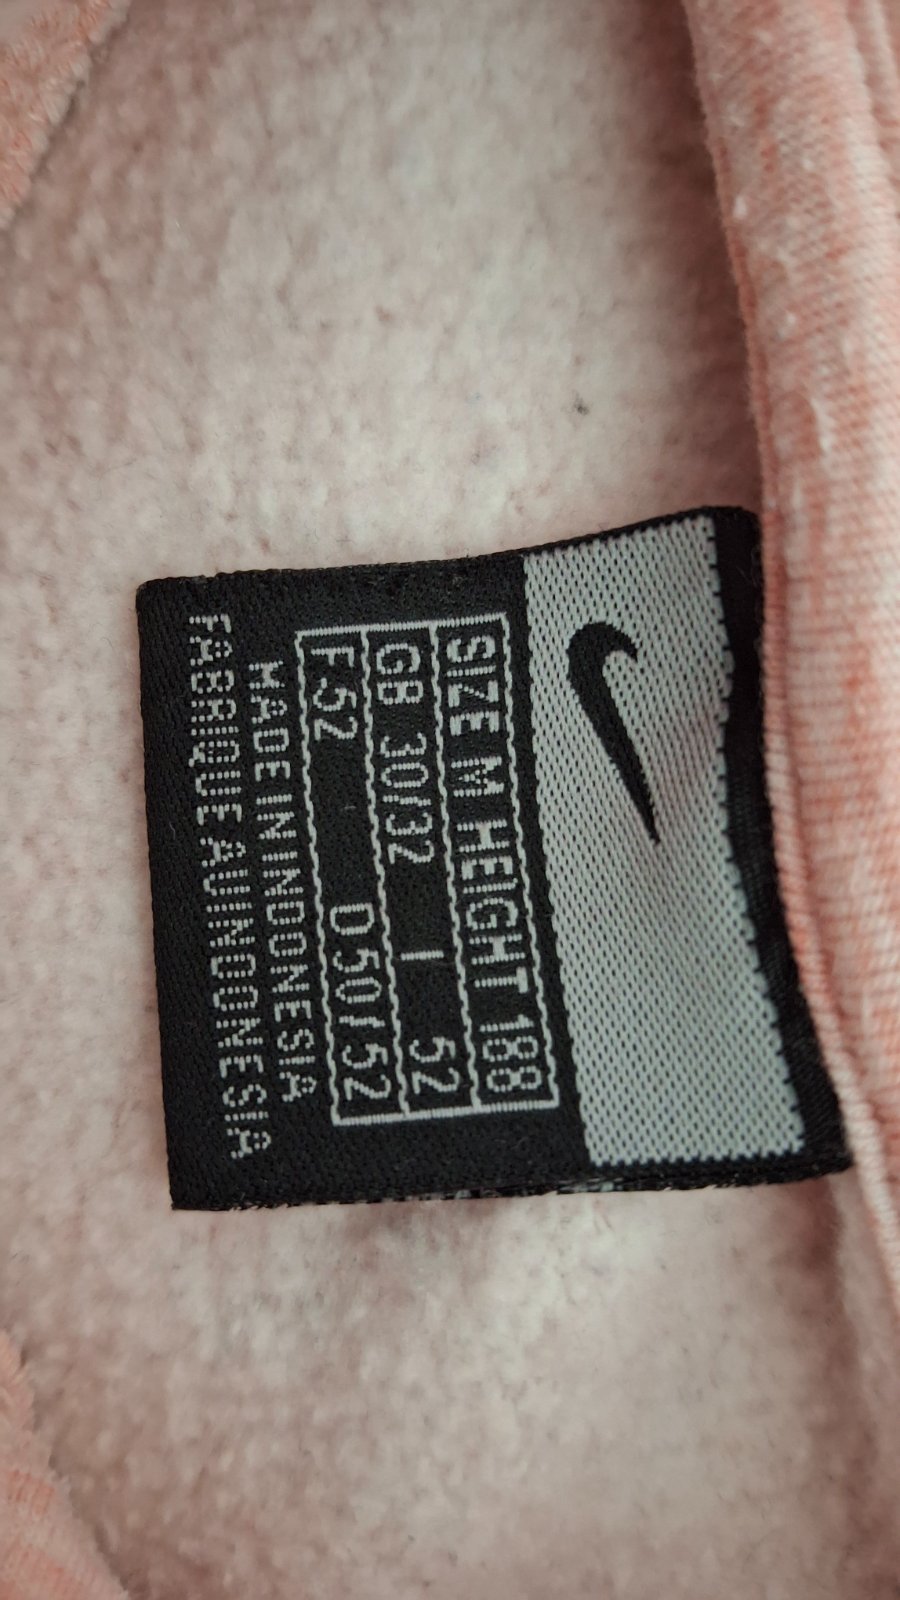 SIZE M HEIGHT 188
GB 30/32 I 52
F.52 D 50/52
MADE IN INDONESIA
FABRIQUE AU INDONESIA